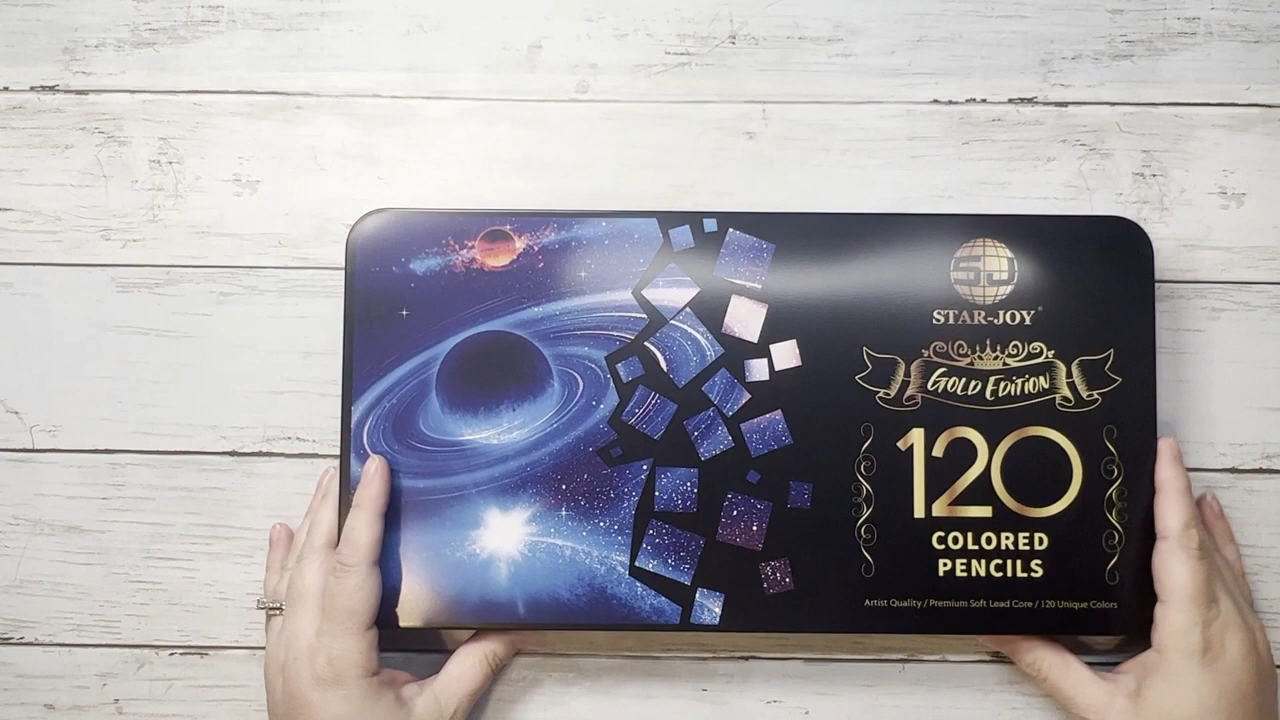 SJ
STAR-JOY®
GOLD EDITION
120
COLORED
PENCILS
Artist Quality / Premium Soft Lead Core / 120 Unique Colors